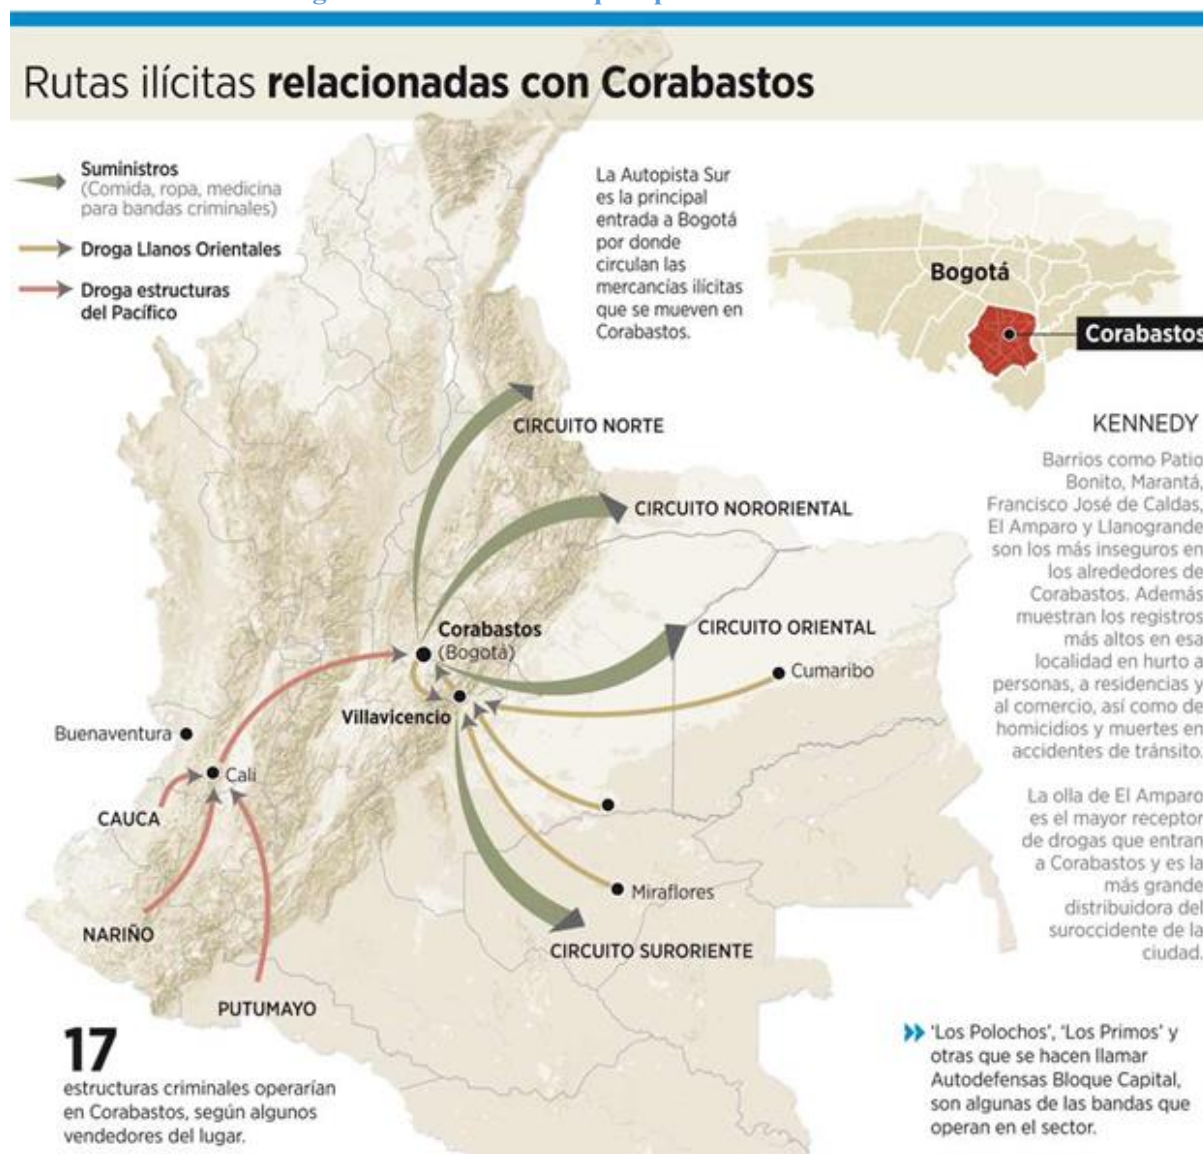 Rutas ilícitas relacionadas con Corabastos
Suministros
(Comida, ropa, medicina
para bandas criminales)
Droga Llanos Orientales
Droga estructuras
del Pacífico
La Autopista Sur
es la principal
entrada a Bogotá
por donde
circulan las
mercancías ilícitas
que se mueven en
Corabastos.
Bogotá
Corabastos
KENNEDY
Barrios como Patio
Bonito, Marantá,
Francisco José de Caldas,
El Amparo y Llanogrande
son los más inseguros en
los alrededores de
Corabastos. Además
muestran los registros
más altos en esa
localidad en hurto a
personas, a residencias y
al comercio, así como de
homicidios y muertes en
accidentes de tránsito.
La olla de El Amparo
es el mayor receptor
de drogas que entran
a Corabastos y es la
más grande
distribuidora del
suroccidente de la
ciudad.
CIRCUITO NORTE
CIRCUITO NORORIENTAL
CIRCUITO ORIENTAL
Corabastos
(Bogotá)
Cumaribo
Villavicencio
Buenaventura
Cali
CAUCA
Miraflores
NARIÑO
CIRCUITO SURORIENTE
PUTUMAYO
17
estructuras criminales operarían
en Corabastos, según algunos
vendedores del lugar.
'Los Polochos', 'Los Primos' y
otras que se hacen llamar
Autodefensas Bloque Capital,
son algunas de las bandas que
operan en el sector.